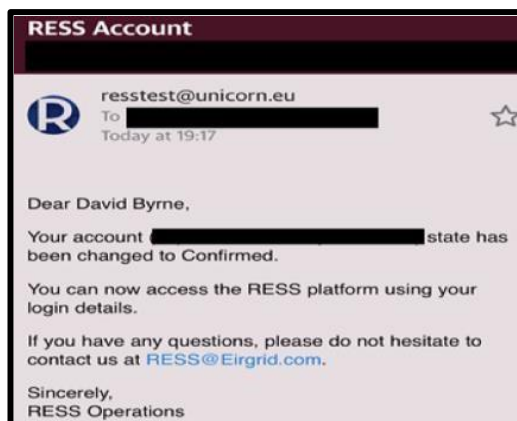 RESS Account
resstest@unicorn.eu
To
Today at 19:17
Dear David Byrne,
Your account ( state has
been changed to Confirmed.
You can now access the RESS platform using your
login details.
If you have any questions, please do not hesitate to
contact us at RESS@Eirgrid.com.
Sincerely,
RESS Operations